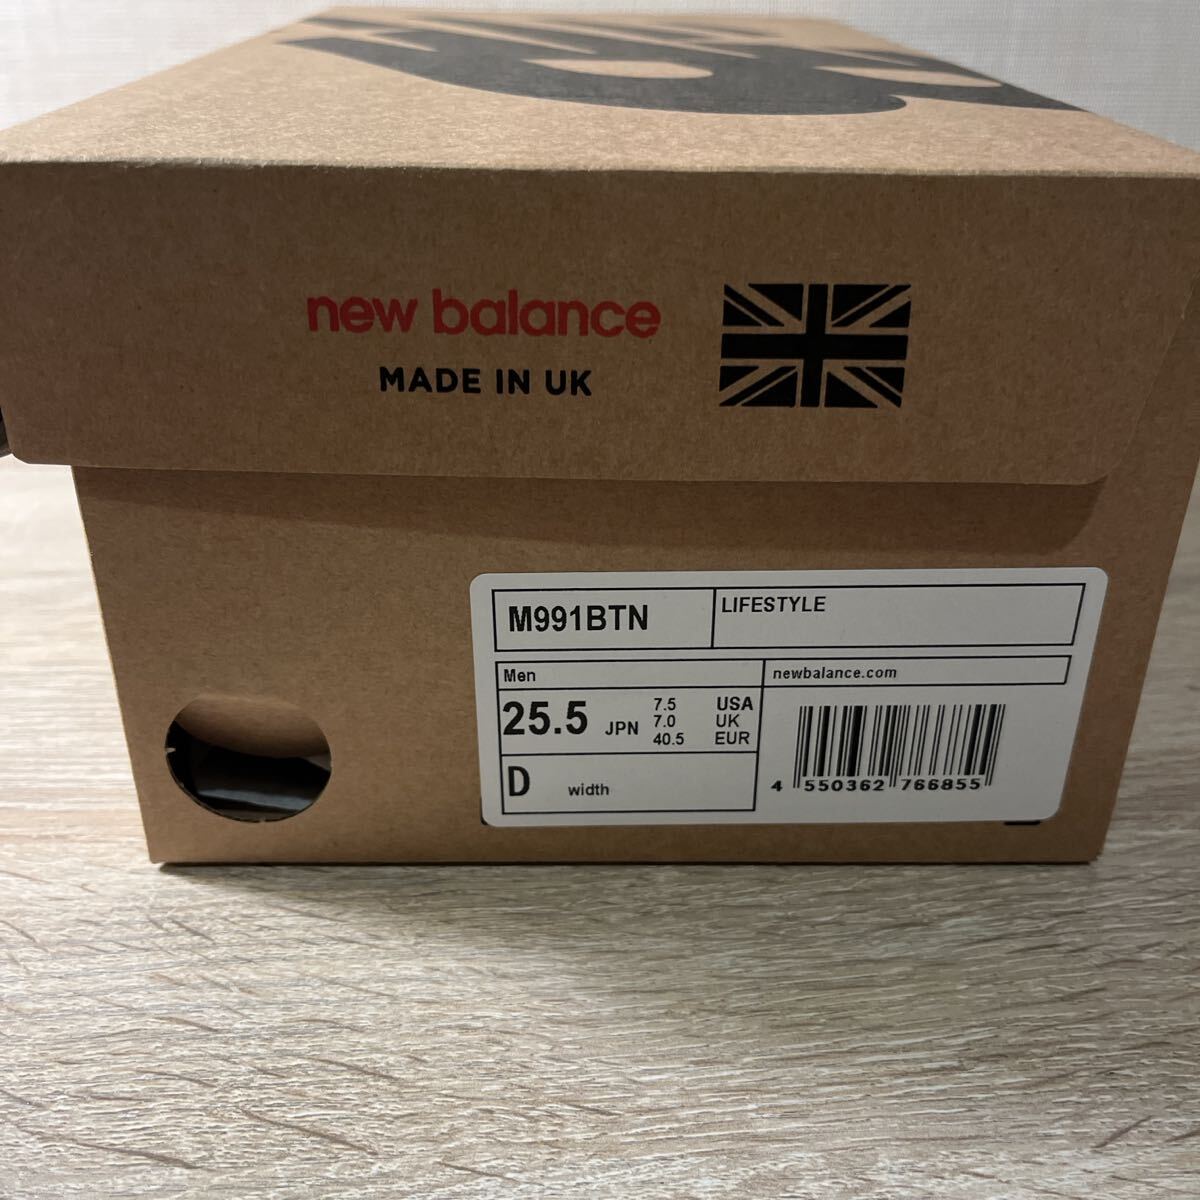 new balance
MADE IN UK
M991BTN
LIFESTYLE
Men
newbalance.com
25.5 JPN
7.5 USA
7.0 UK
40.5 EUR
D width
4 550362 766855